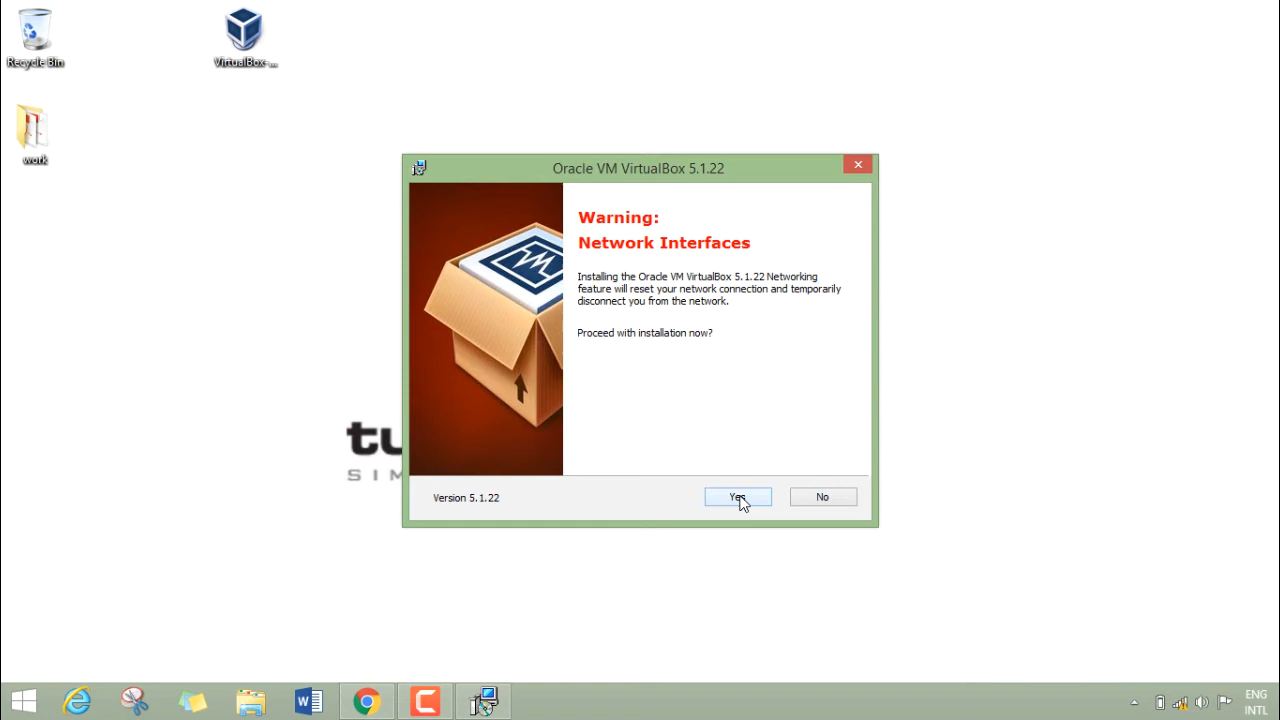 Recycle Bin
VirtualBox-...
work
Oracle VM VirtualBox 5.1.22
Warning:
Network Interfaces
Installing the Oracle VM VirtualBox 5.1.22 Networking
feature will reset your network connection and temporarily
disconnect you from the network.
Proceed with installation now?
tu
SIM
Version 5.1.22
Yes
No
ENG
INTL